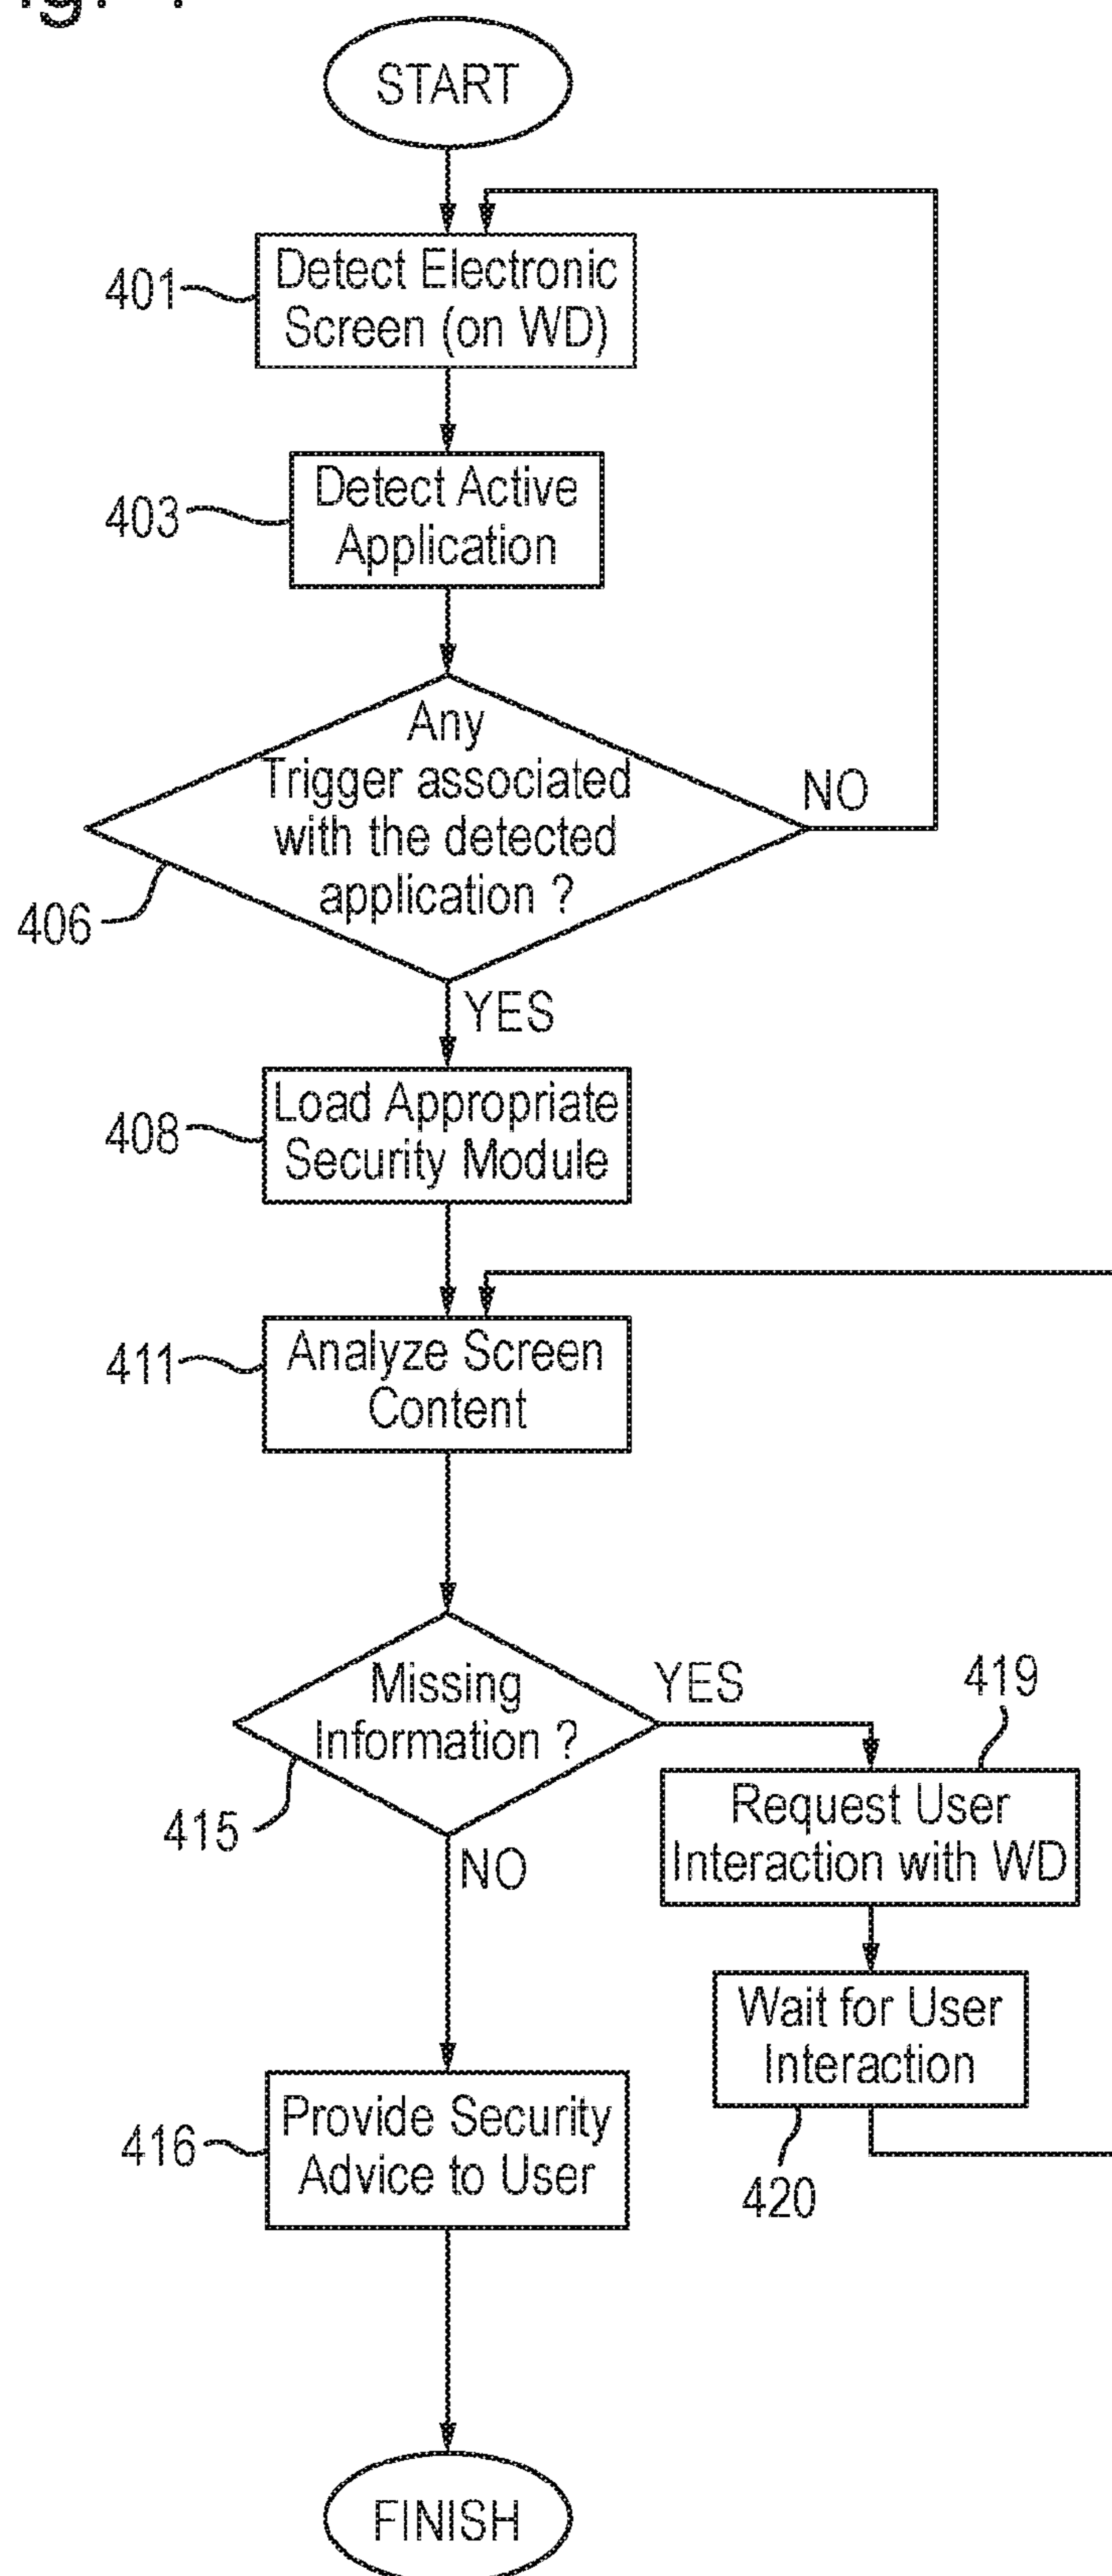 START
401
Detect Electronic
Screen (on WD)
403
Detect Active
Application
Any
Trigger associated
with the detected
application ?
NO
406
YES
408
Load Appropriate
Security Module
411
Analyze Screen
Content
Missing
Information ?
YES
419
415
NO
Request User
Interaction with WD
Wait for User
Interaction
420
416
Provide Security
Advice to User
FINISH